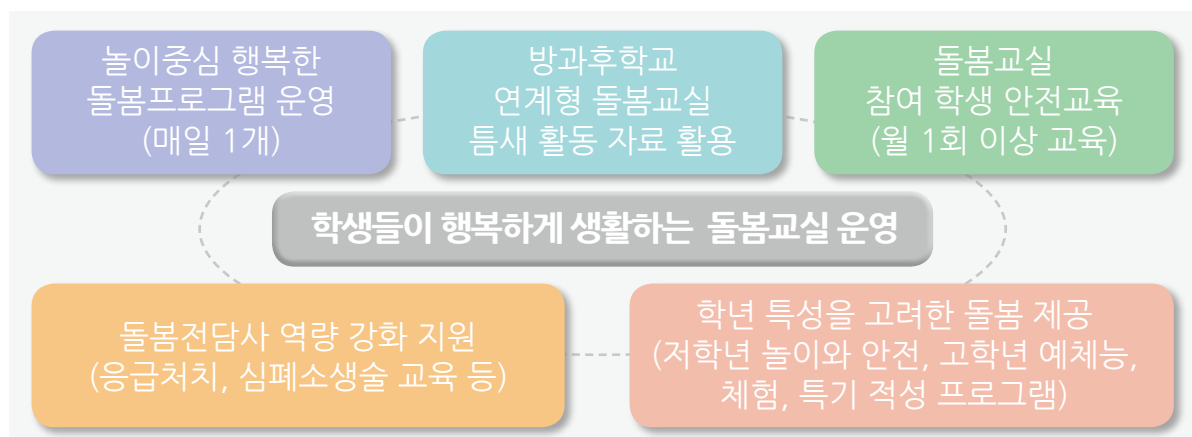 놀이중심 행복한
돌봄프로그램 운영
(매일 1개)
방과후학교
연계형 돌봄교실
틈새 활동 자료 활용
돌봄교실
참여 학생 안전교육
(월 1회 이상 교육)
학생들이 행복하게 생활하는 돌봄교실 운영
돌봄전담사 역량 강화 지원
(응급처치, 심폐소생술 교육 등)
학년 특성을 고려한 돌봄 제공
(저학년 놀이와 안전, 고학년 예체능,
체험, 특기 적성 프로그램)